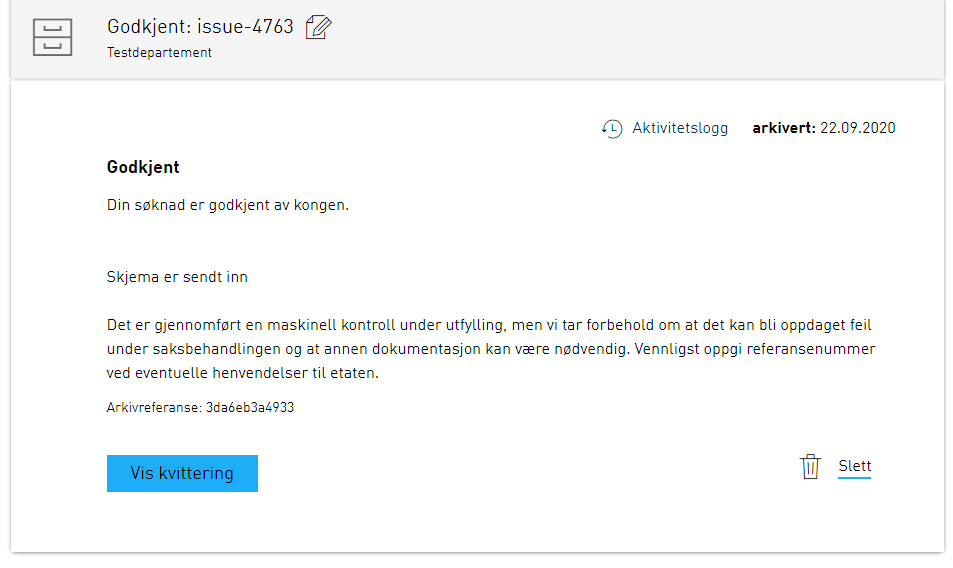 Godkjent: issue-4763
Testdepartement
Aktivitetslogg arkivert: 22.09.2020
Godkjent
Din søknad er godkjent av kongen.
Skjema er sendt inn
Det er gjennomført en maskinell kontroll under utfylling, men vi tar forbehold om at det kan bli oppdaget feil
under saksbehandlingen og at annen dokumentasjon kan være nødvendig. Vennligst oppgi referansenummer
ved eventuelle henvendelser til etaten.
Arkivreferanse: 3da6eb3a4933
Vis kvittering
Slett